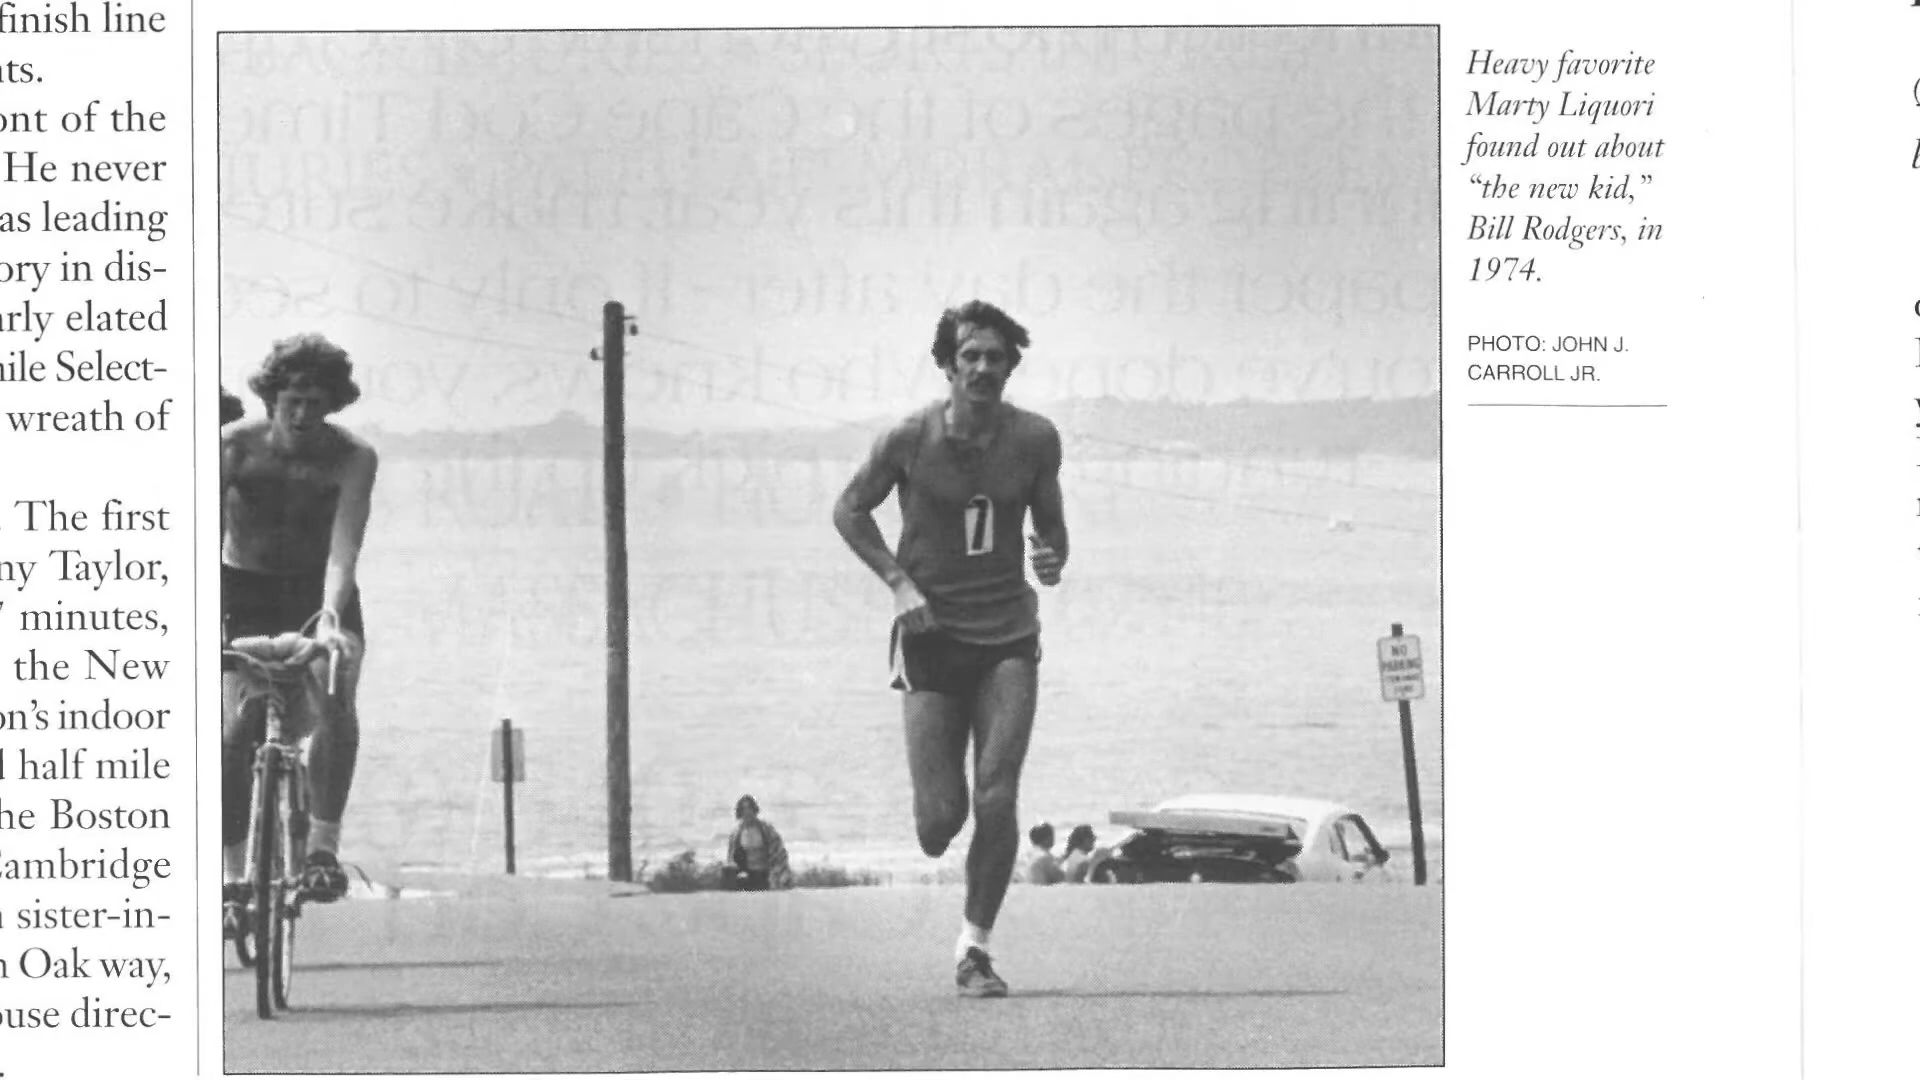 finish line
ts.
ont of the
He never
as leading
ory in dis-
arly elated
ile Select-
wreath of
. The first
ny Taylor,
minutes,
the New
on's indoor
half mile
he Boston
Cambridge
sister-in-
Oak way,
ouse direc-
1
NO
PARKING
Heavy favorite
Marty Liquori
found out about
“the new kid,”
Bill Rodgers, in
1974.
PHOTO: JOHN J.
CARROLL JR.